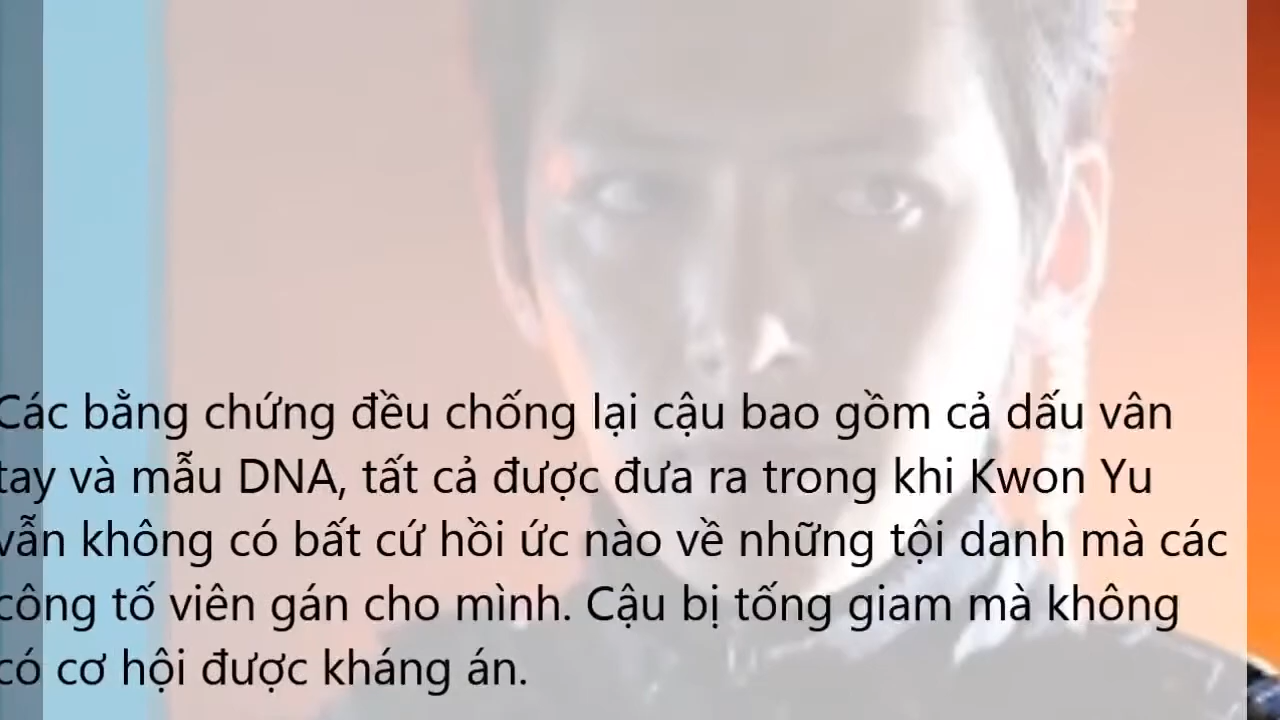 Các bằng chứng đều chống lại cậu bao gồm cả dấu vân
tay và mẫu DNA, tất cả được đưa ra trong khi Kwon Yu
vẫn không có bất cứ hồi ức nào về những tội danh mà các
công tố viên gán cho mình. Cậu bị tống giam mà không
có cơ hội được kháng án.